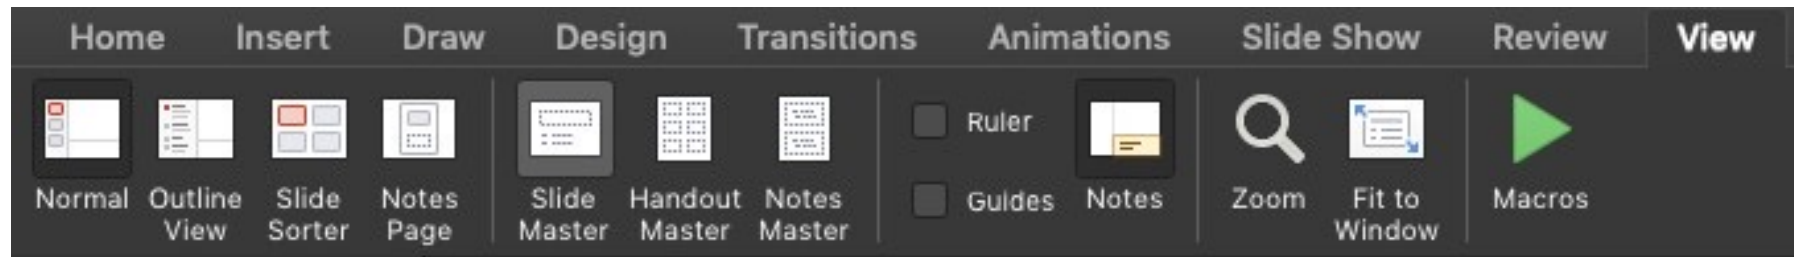 Home Insert Draw Design Transitions Animations Slide Show Review View
Normal
Outline
View
Slide
Sorter
Notes
Page
Slide
Master
Handout
Master
Notes
Master
Ruler
Guides
Notes
Zoom
Fit to
Window
Macros